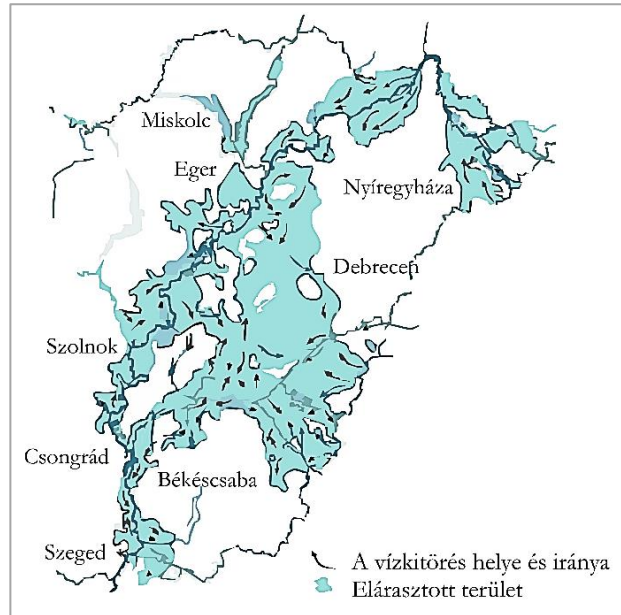 Miskolc
Eger
Nyíregyháza
Debrecen
Szolnok
Csongrád
Békéscsaba
Szeged
A vízkitörés helye és iránya
Elárasztott terület